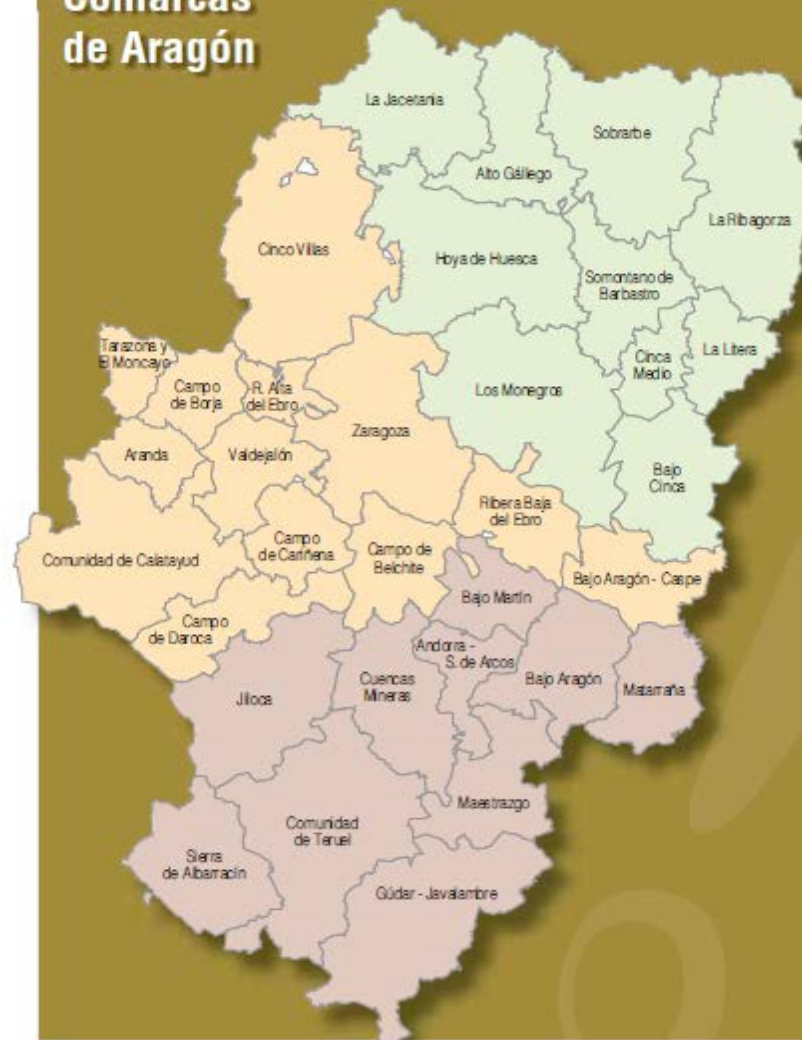 Comarcas
de Aragón
La Jacetania
Sobrarbe
Alto Gállego
La Ribagorza
Cinco Villas
Hoya de Huesca
Somontano de
Barbastro
Tarazona y
El Moncayo
Cinca
Medio
La Litera
Campo
de Borja
R. Alta
del Ebro
Los Monegros
Zaragoza
Aranda
Valdejalón
Bajo
Cinca
Ribera Baja
del Ebro
Campo
de Cariñena
Campo de
Belchite
Comunidad de Calatayud
Bajo Aragón - Caspe
Bajo Martín
Campo
de Daroca
Andorra -
S. de Arcos
Cuencas
Mineras
Bajo Aragón
Matarraña
Jiloca
Maestrazgo
Comunidad
de Teruel
Sierra
de Albarracín
Gúdar - Javalambre